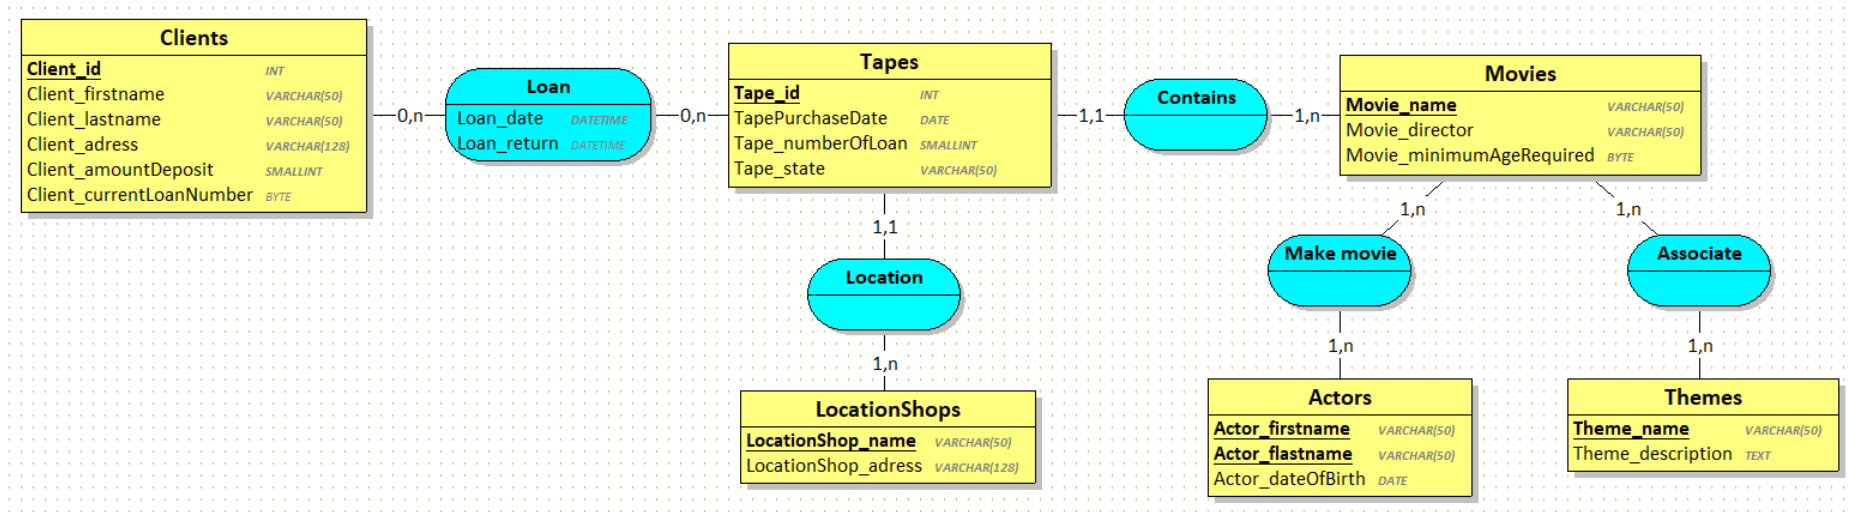 Clients
Client_id INT
Client_firstname VARCHAR(50)
Client_lastname VARCHAR(50)
Client_adress VARCHAR(128)
Client_amountDeposit SMALLINT
Client_currentLoanNumber BYTE
0,n
Loan
Loan_date DATETIME
Loan_return DATETIME
0,n
Tapes
Tape_id INT
TapePurchaseDate DATE
Tape_numberOfLoan SMALLINT
Tape_state VARCHAR(50)
1,1
Contains
1,n
Movies
Movie_name VARCHAR(50)
Movie_director VARCHAR(50)
Movie_minimumAgeRequired BYTE
1,1
Location
1,n
LocationShops
LocationShop_name VARCHAR(50)
LocationShop_adress VARCHAR(128)
1,n
Make movie
1,n
Actors
Actor_firstname VARCHAR(50)
Actor_flastname VARCHAR(50)
Actor_dateOfBirth DATE
1,n
Associate
1,n
Themes
Theme_name VARCHAR(50)
Theme_description TEXT